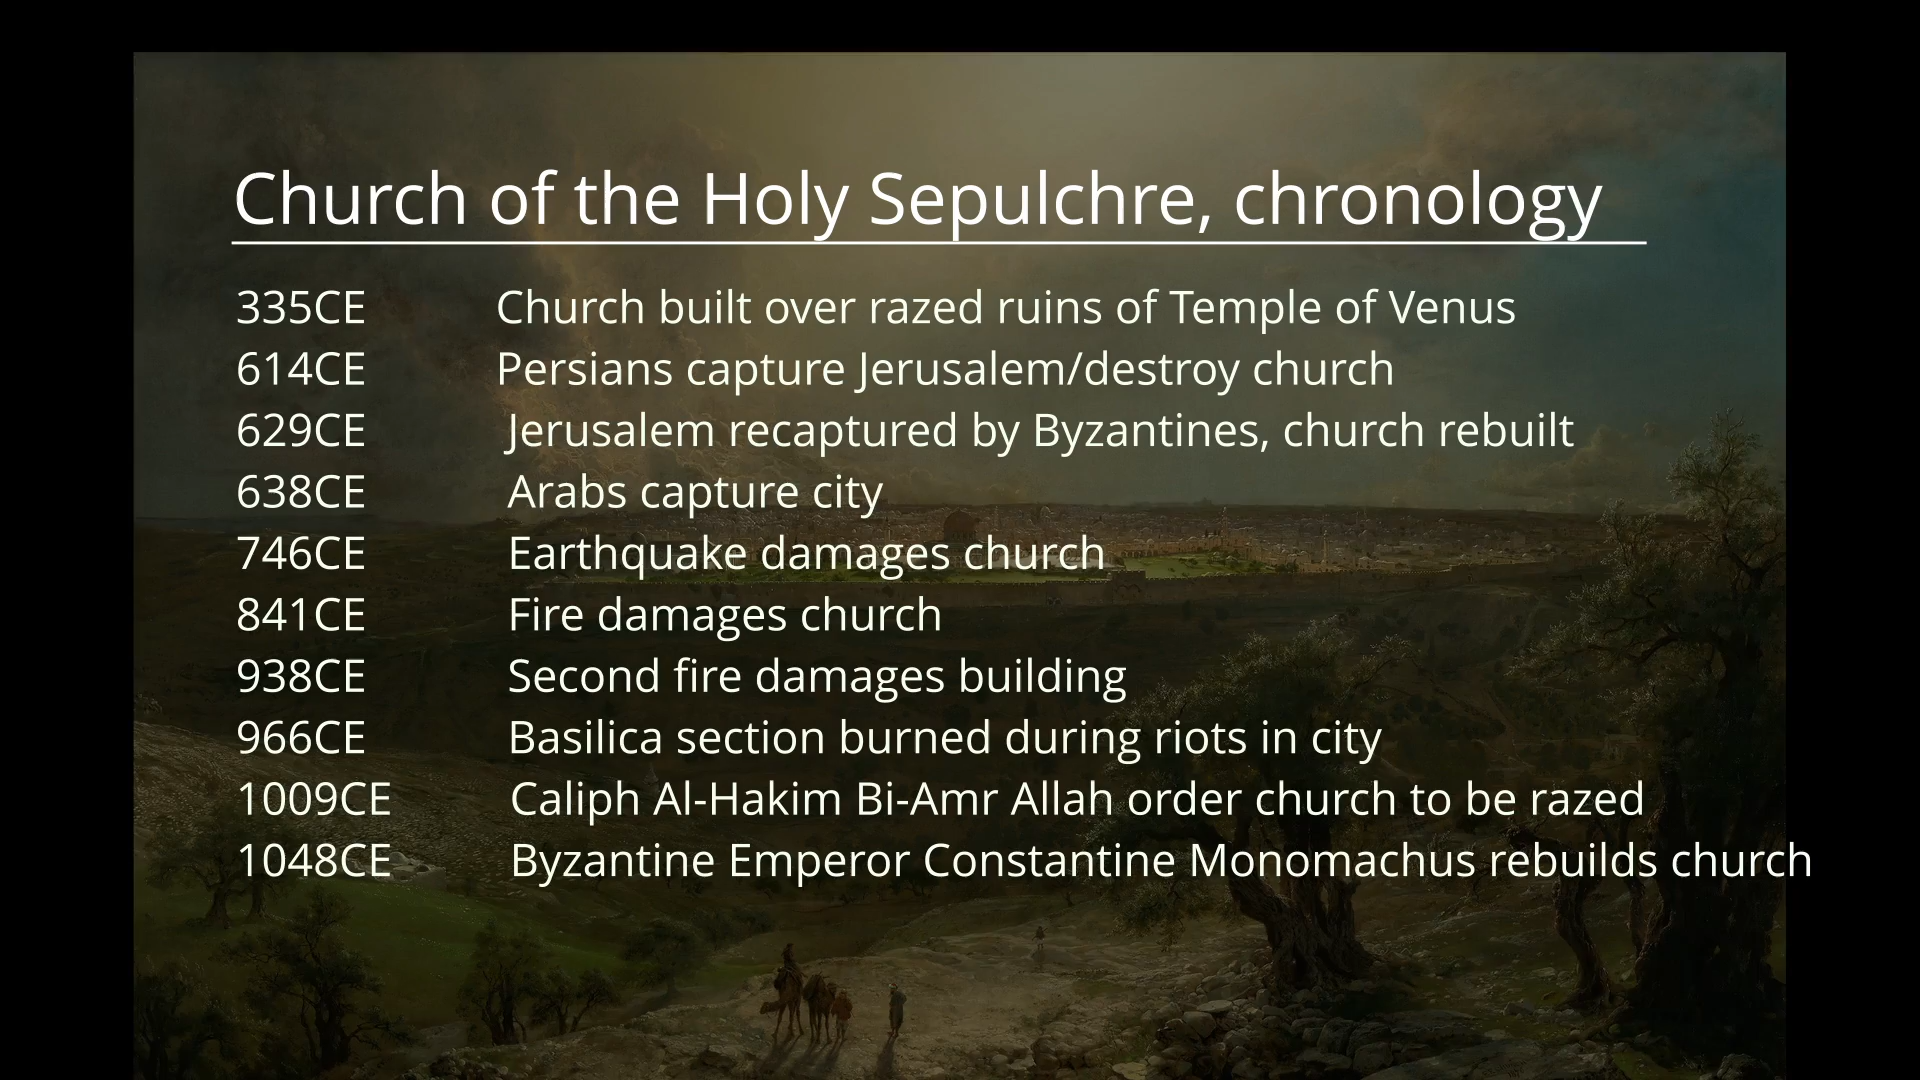 Church of the Holy Sepulchre, chronology
335CE Church built over razed ruins of Temple of Venus
614CE Persians capture Jerusalem/destroy church
629CE Jerusalem recaptured by Byzantines, church rebuilt
638CE Arabs capture city
746CE Earthquake damages church
841CE Fire damages church
938CE Second fire damages building
966CE Basilica section burned during riots in city
1009CE Caliph Al-Hakim Bi-Amr Allah order church to be razed
1048CE Byzantine Emperor Constantine Monomachus rebuilds church